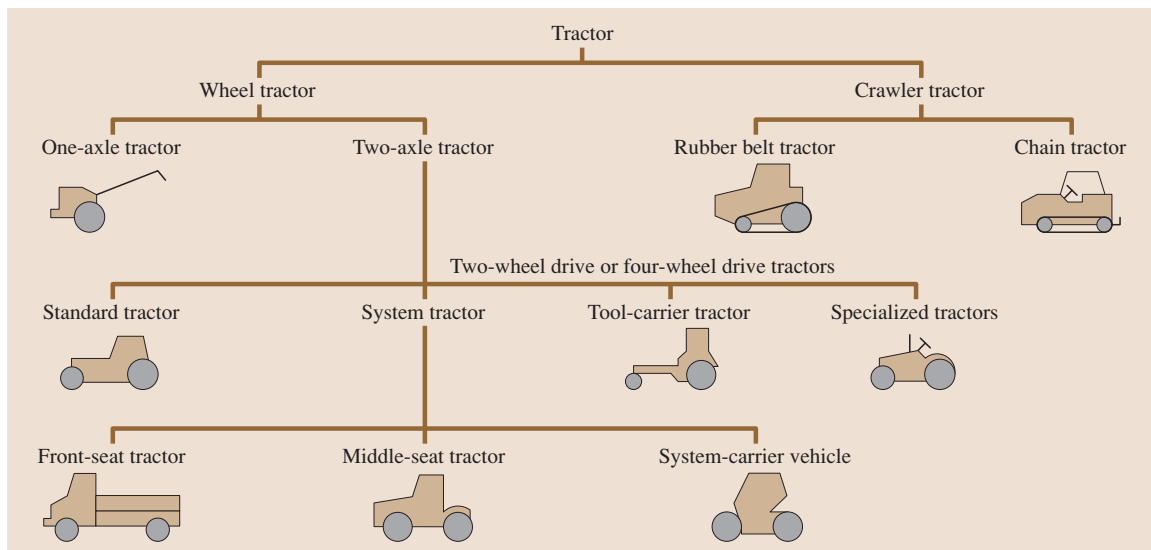 Tractor
Wheel tractor
Crawler tractor
One-axle tractor
Two-axle tractor
Rubber belt tractor
Chain tractor
Two-wheel drive or four-wheel drive tractors
Standard tractor
System tractor
Tool-carrier tractor
Specialized tractors
Front-seat tractor
Middle-seat tractor
System-carrier vehicle